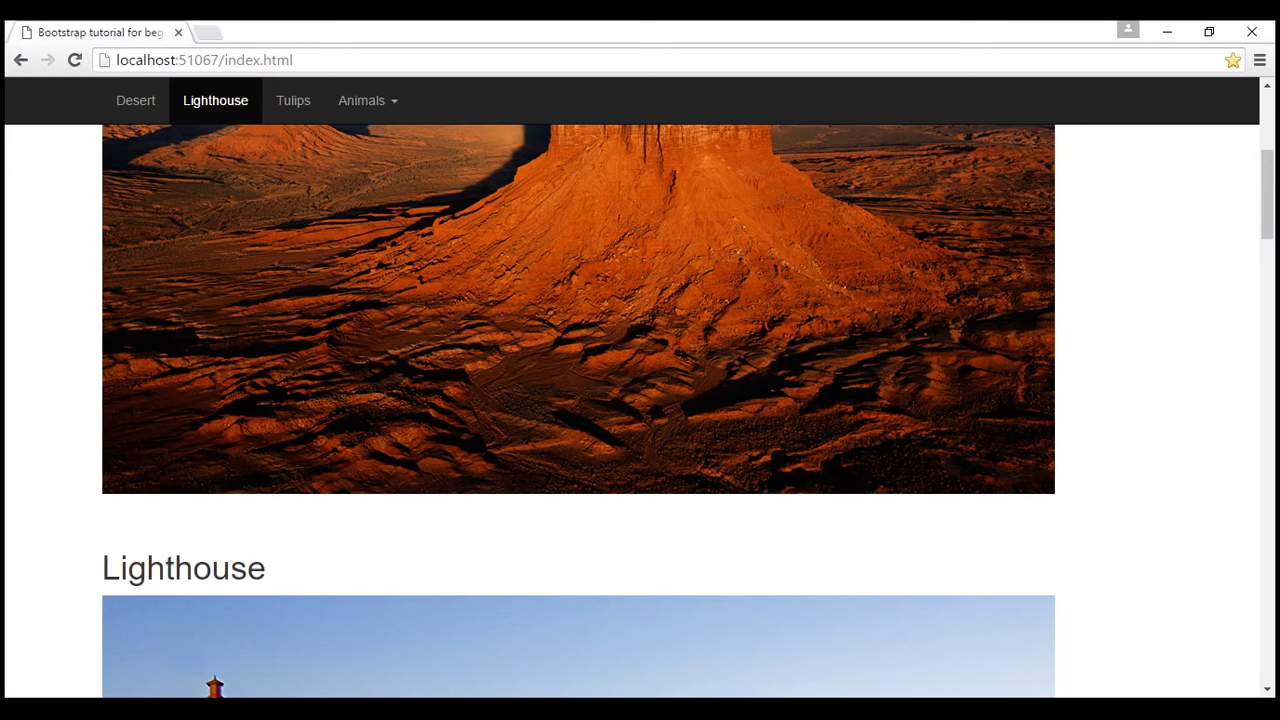 Bootstrap tutorial for beg
localhost:51067/index.html
Desert Lighthouse Tulips Animals
Lighthouse